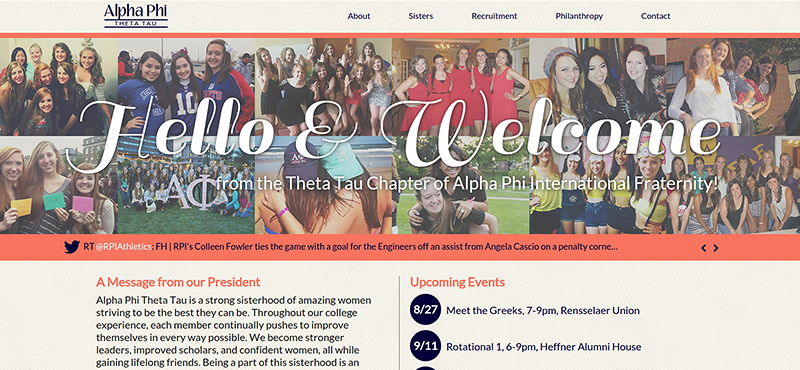 Alpha Phi
THETA TAU
About Sisters Recruitment Philanthropy Contact
10
Hello & Welcome
ΑΦ
from the Theta Tau Chapter of Alpha Phi International Fraternity!
RT @RPIAthletics: FH | RPI's Colleen Fowler ties the game with a goal for the Engineers off an assist from Angela Cascio on a penalty corne...
A Message from our President
Alpha Phi Theta Tau is a strong sisterhood of amazing women
striving to be the best they can be. Throughout our college
experience, each member continually pushes to improve
themselves in every way possible. We become stronger
leaders, improved scholars, and confident women, all while
gaining lifelong friends. Being a part of this sisterhood is an
Upcoming Events
8/27 Meet the Greeks, 7-9pm, Rensselaer Union
9/11 Rotational 1, 6-9pm, Heffner Alumni House